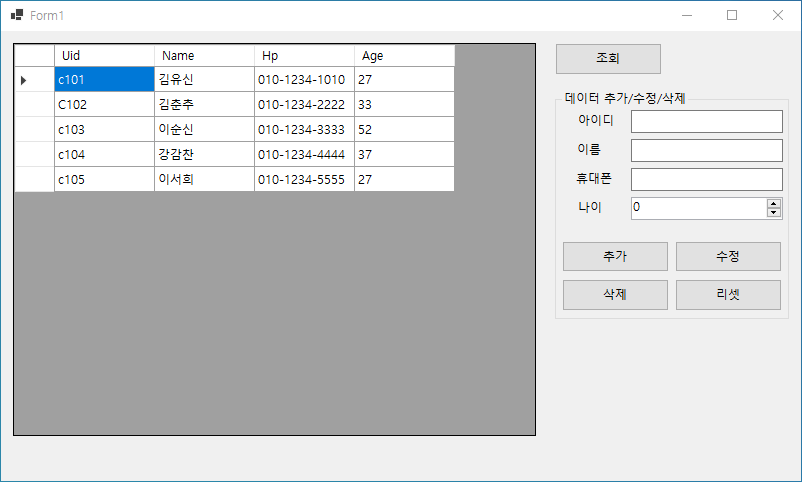 Form1
Uid Name Hp Age
c101 김유신 010-1234-1010 27
C102 김춘추 010-1234-2222 33
c103 이순신 010-1234-3333 52
c104 강감찬 010-1234-4444 37
c105 이서희 010-1234-5555 27
조회
데이터 추가/수정/삭제
아이디
이름
휴대폰
나이 0
추가 수정
삭제 리셋